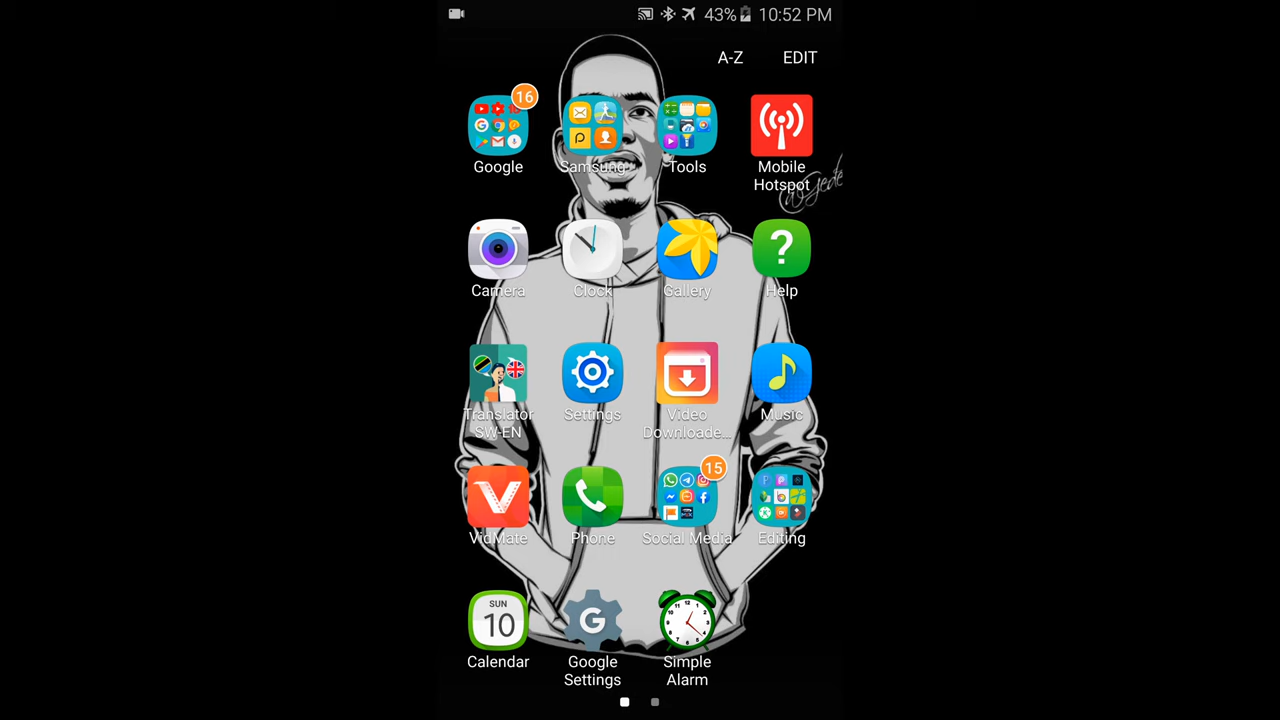 43% 10:52 PM
A-Z EDIT
16
Google Samsung Tools Mobile Hotspot
Camera Clock Gallery Help
Translator SW-EN Settings Video Downloade... Music
15
VidMate Phone Social Media Editing
SUN
10
Calendar Google Settings Simple Alarm